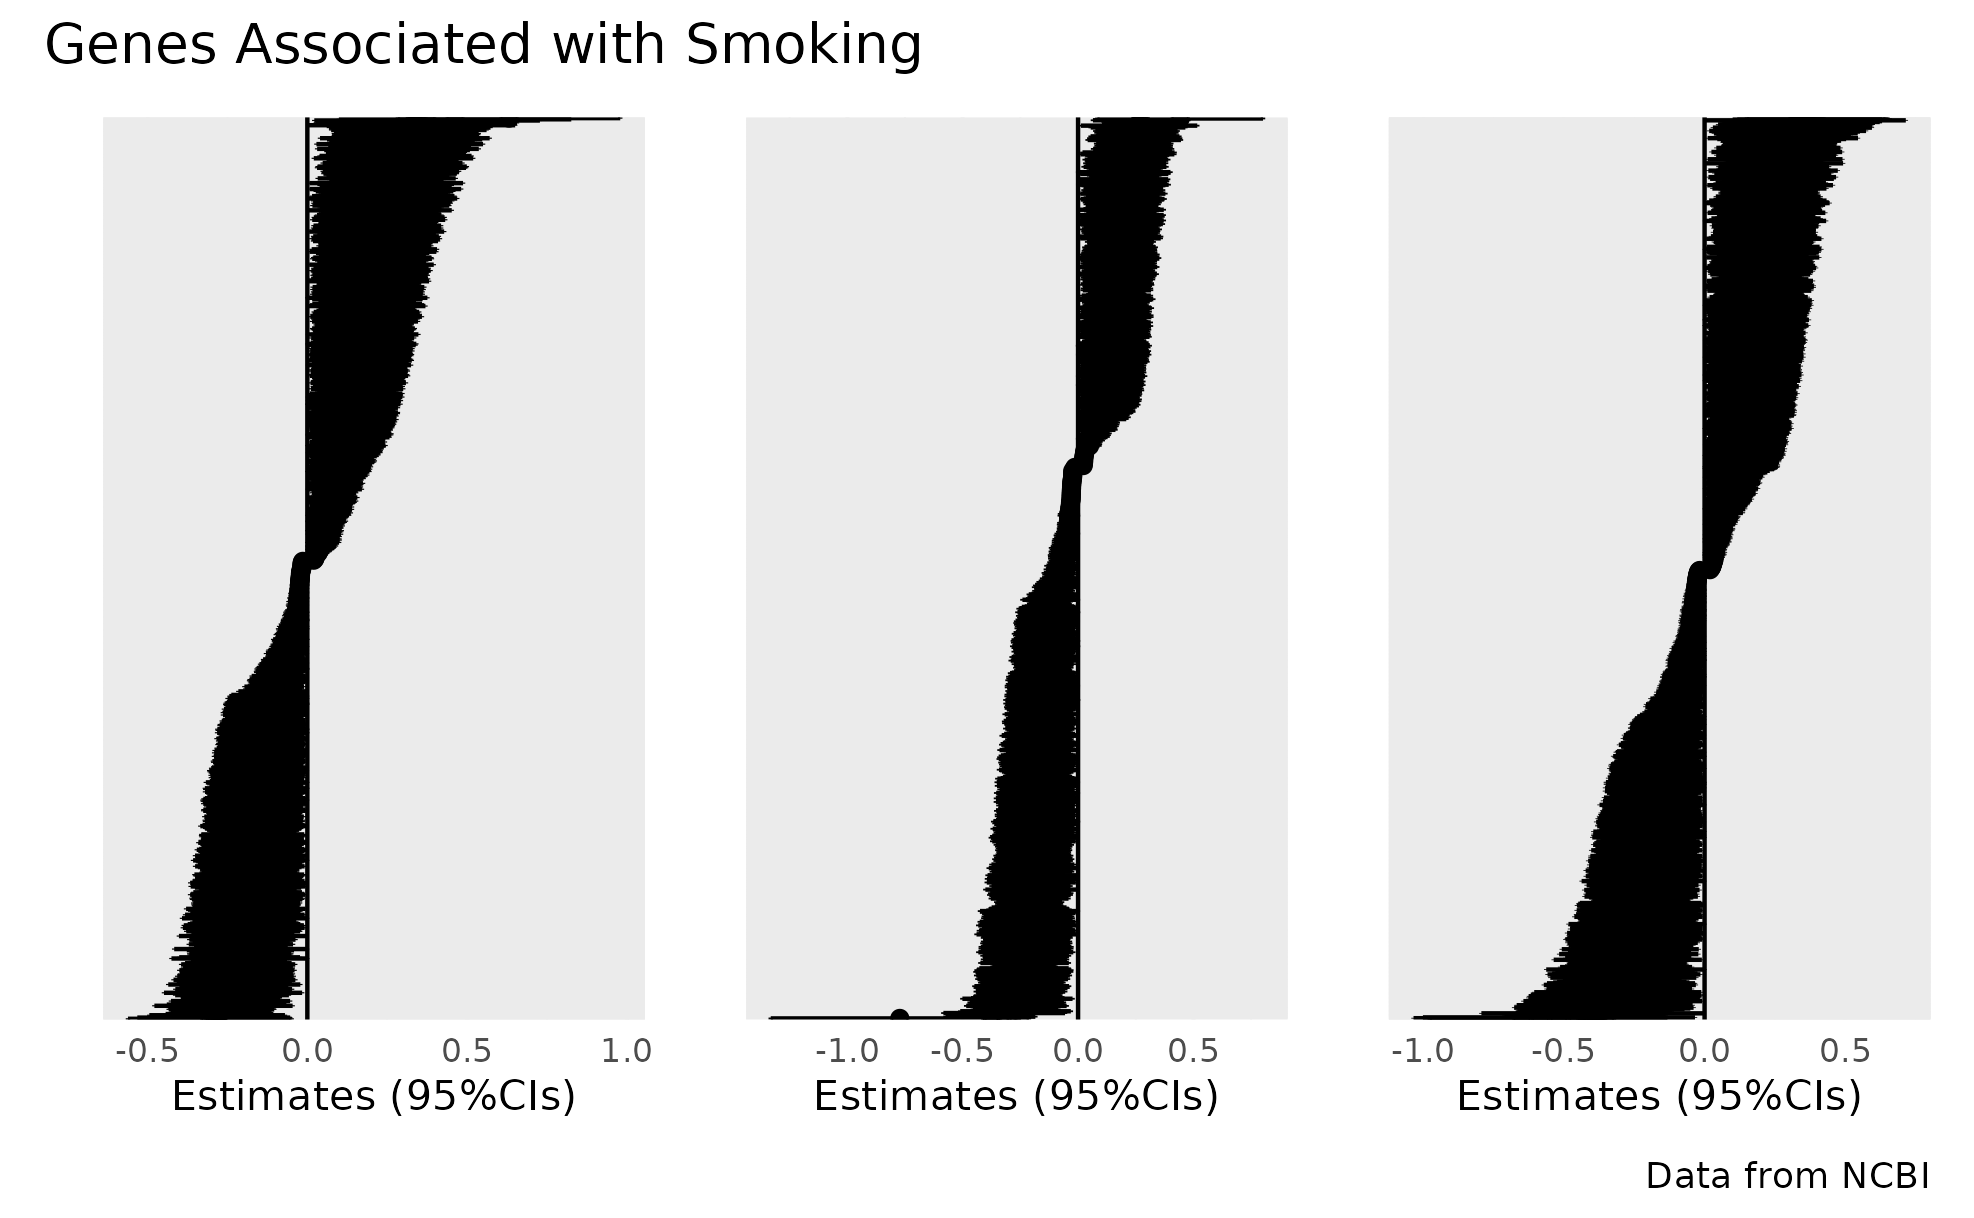 Genes Associated with Smoking
-0.5 0.0 0.5 1.0
-1.0 -0.5 0.0 0.5
-1.0 -0.5 0.0 0.5
Estimates (95%CIs)
Estimates (95%CIs)
Estimates (95%CIs)
Data from NCBI